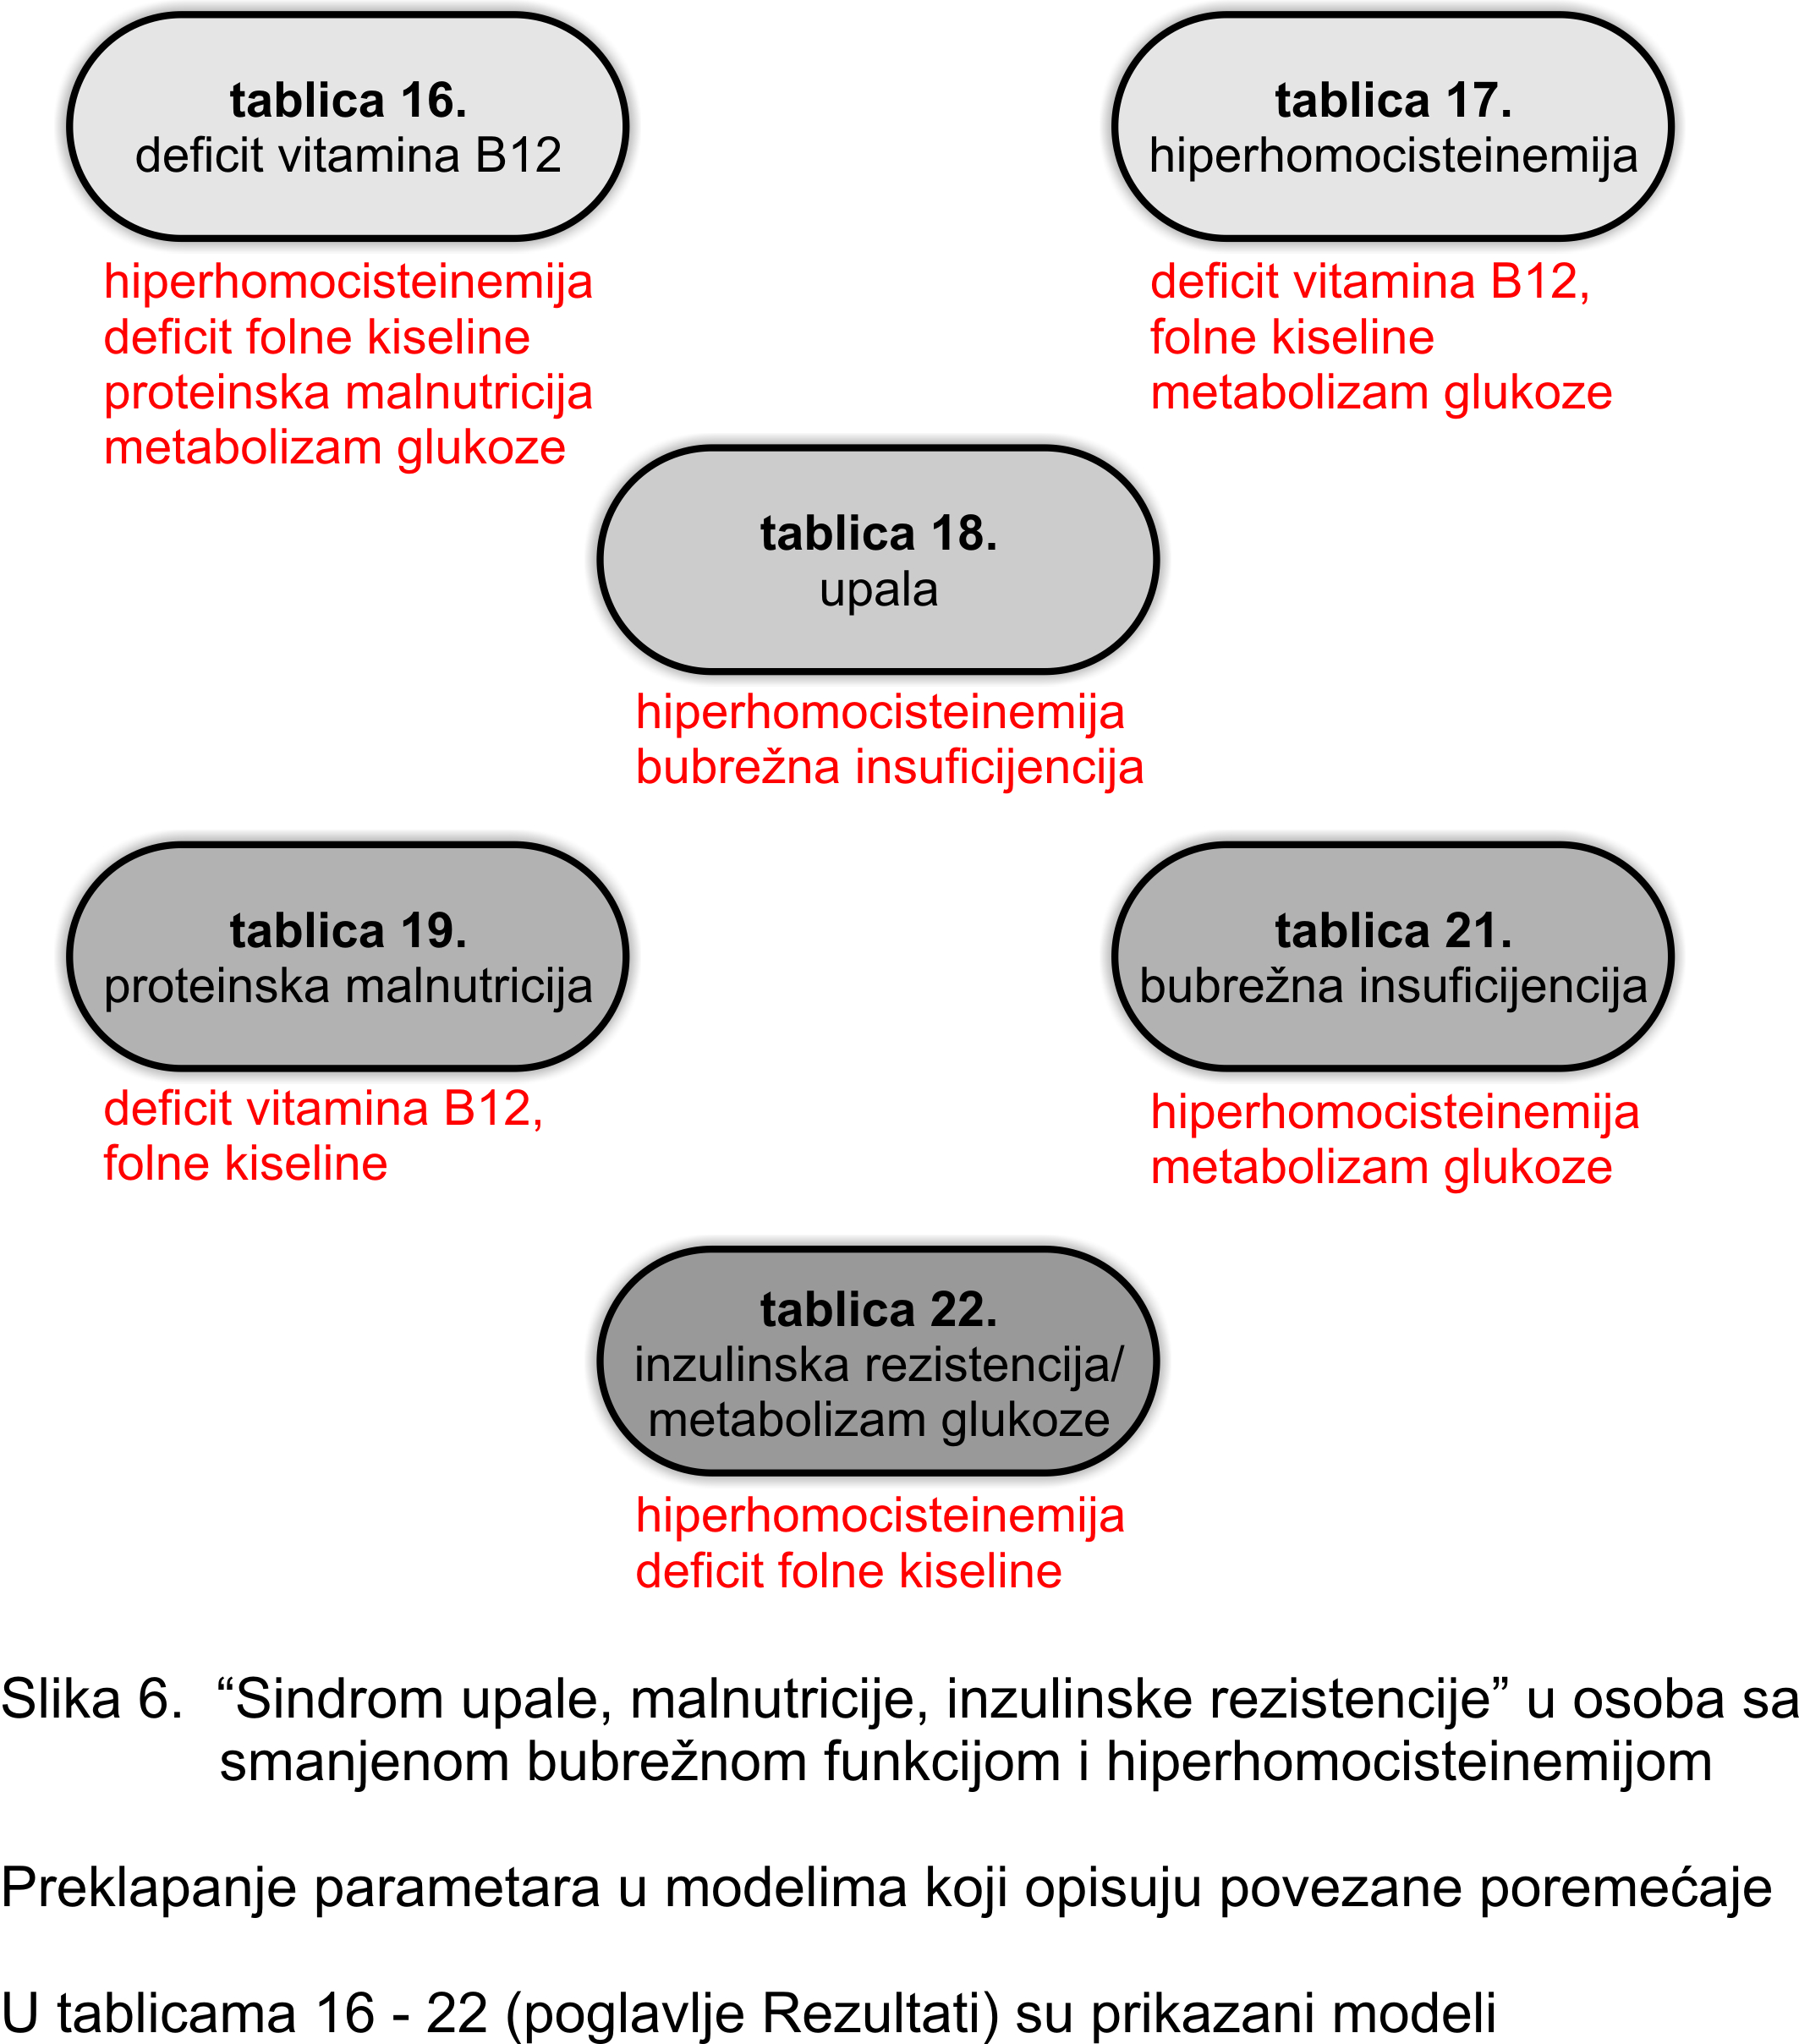 tablica 16.
deficit vitamina B12
hiperhomocisteinemija
deficit folne kiseline
proteinska malnutricija
metabolizam glukoze
tablica 17.
hiperhomocisteinemija
deficit vitamina B12,
folne kiseline
metabolizam glukoze
tablica 18.
upala
hiperhomocisteinemija
bubrežna insuficijencija
tablica 19.
proteinska malnutricija
deficit vitamina B12,
folne kiseline
tablica 21.
bubrežna insuficijencija
hiperhomocisteinemija
metabolizam glukoze
tablica 22.
inzulinska rezistencija/
metabolizam glukoze
hiperhomocisteinemija
deficit folne kiseline
Slika 6. “Sindrom upale, malnutricije, inzulinske rezistencije” u osoba sa
smanjenom bubrežnom funkcijom i hiperhomocisteinemijom
Preklapanje parametara u modelima koji opisuju povezane poremećaje
U tablicama 16 - 22 (poglavlje Rezultati) su prikazani modeli